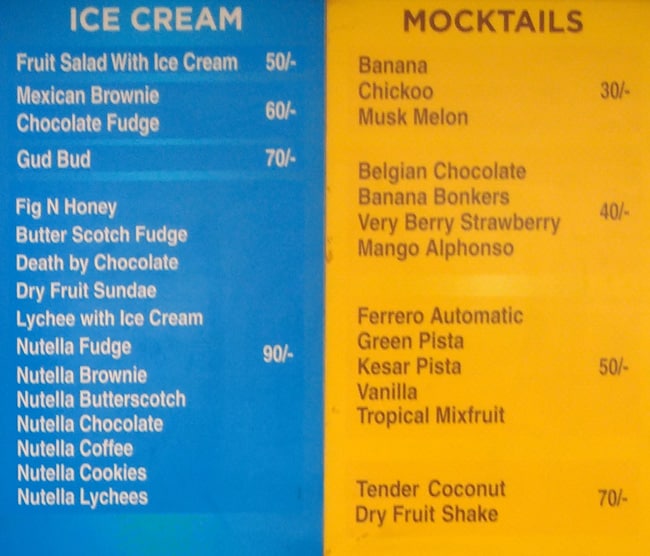 ICE CREAM
Fruit Salad With Ice Cream 50/-
Mexican Brownie
Chocolate Fudge 60/-
Gud Bud 70/-
Fig N Honey
Butter Scotch Fudge
Death by Chocolate
Dry Fruit Sundae
Lychee with Ice Cream
Nutella Fudge 90/-
Nutella Brownie
Nutella Butterscotch
Nutella Chocolate
Nutella Coffee
Nutella Cookies
Nutella Lychees
MOCKTAILS
Banana
Chickoo 30/-
Musk Melon
Belgian Chocolate
Banana Bonkers
Very Berry Strawberry 40/-
Mango Alphonso
Ferrero Automatic
Green Pista
Kesar Pista 50/-
Vanilla
Tropical Mixfruit
Tender Coconut
Dry Fruit Shake 70/-